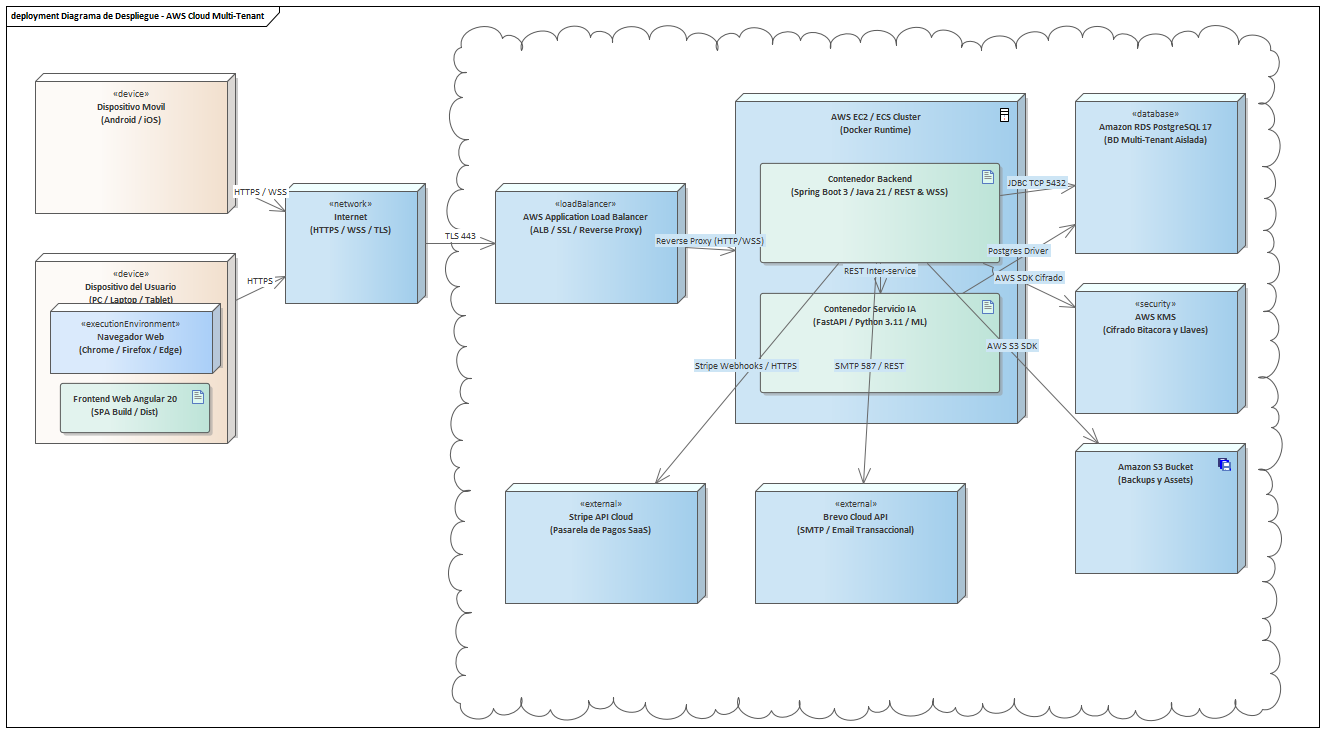 deployment Diagrama de Despliegue - AWS Cloud Multi-Tenant
«device»
Dispositivo Movil
(Android / iOS)
HTTPS / WSS
«network»
Internet
(HTTPS / WSS / TLS)
«device»
Dispositivo del Usuario
(PC / Laptop / Tablet)
«executionEnvironment»
Navegador Web
(Chrome / Firefox / Edge)
Frontend Web Angular 20
(SPA Build / Dist)
HTTPS
TLS 443
«loadBalancer»
AWS Application Load Balancer
(ALB / SSL / Reverse Proxy)
Reverse Proxy (HTTP/WSS)
AWS EC2 / ECS Cluster
(Docker Runtime)
Contenedor Backend
(Spring Boot 3 / Java 21 / REST & WSS)
REST Inter-service
Contenedor Servicio IA
(FastAPI / Python 3.11 / ML)
JDBC TCP 5432
Postgres Driver
AWS SDK Cifrado
AWS S3 SDK
Stripe Webhooks / HTTPS
SMTP 587 / REST
«database»
Amazon RDS PostgreSQL 17
(BD Multi-Tenant Aislada)
«security»
AWS KMS
(Cifrado Bitacora y Llaves)
Amazon S3 Bucket
(Backups y Assets)
«external»
Stripe API Cloud
(Pasarela de Pagos SaaS)
«external»
Brevo Cloud API
(SMTP / Email Transaccional)